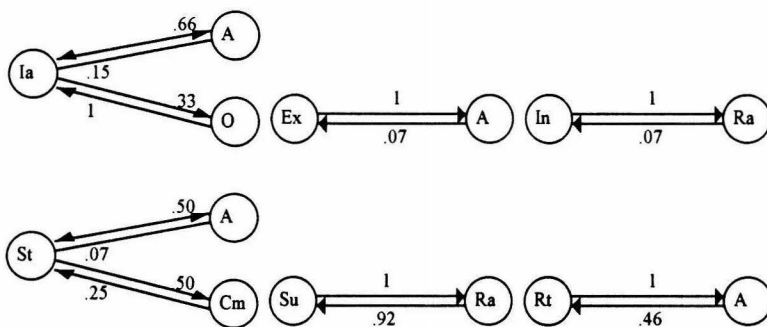 .66 A
Ia .15
1 .33 O
Ex 1 .07 A
In 1 .07 Ra
.50 A
St .07
.25 .50 Cm
Su 1 .92 Ra
Rt 1 .46 A